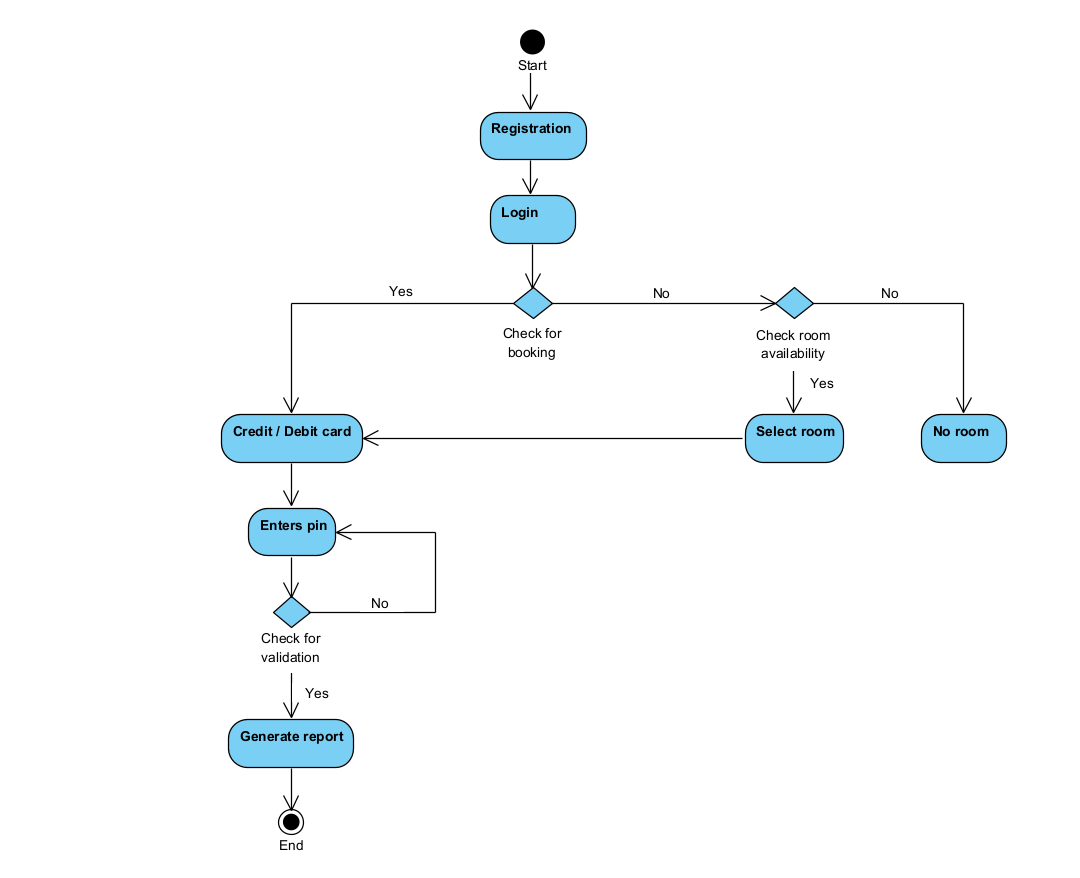 Start
Registration
Login
Yes
No
No
Check for
booking
Check room
availability
Yes
Credit / Debit card
Select room
No room
Enters pin
No
Check for
validation
Yes
Generate report
End